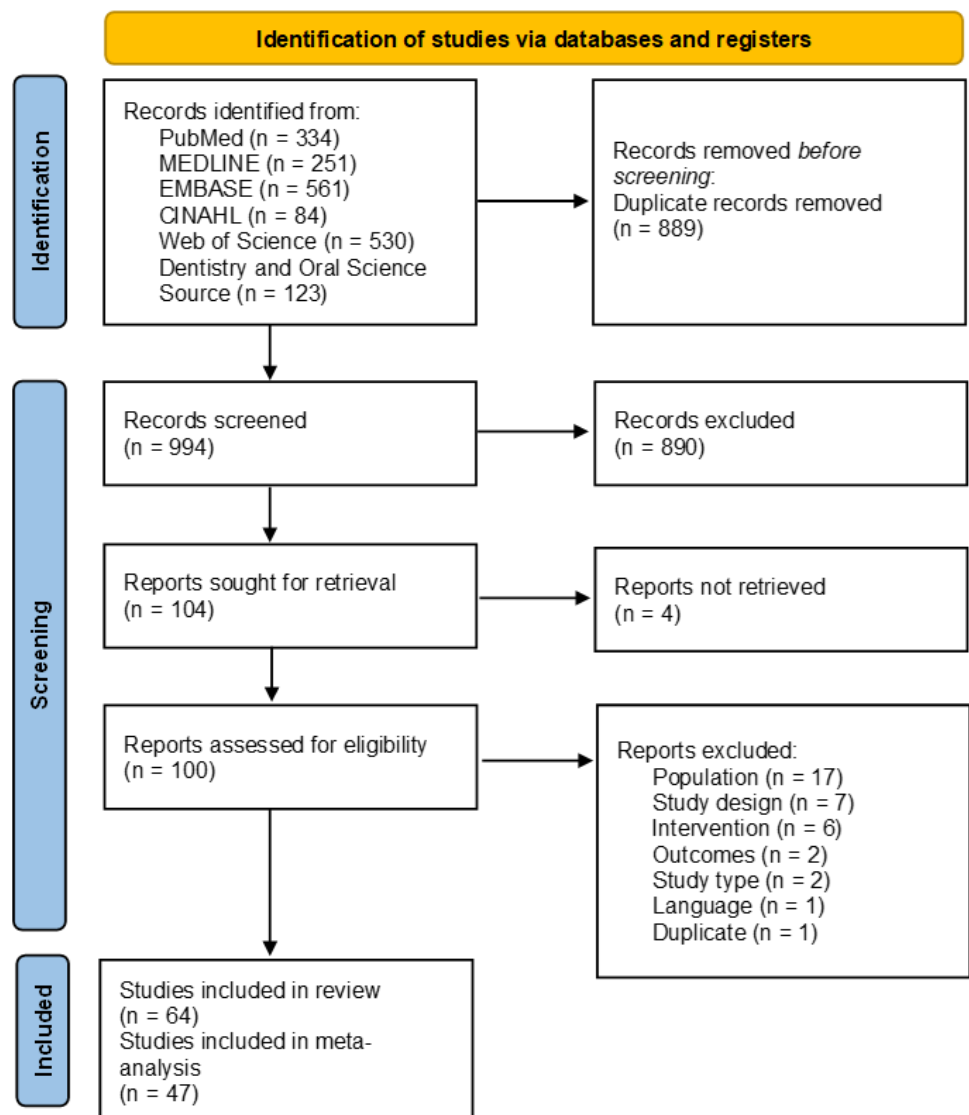 Identification of studies via databases and registers
Identification
Records identified from:
PubMed (n = 334)
MEDLINE (n = 251)
EMBASE (n = 561)
CINAHL (n = 84)
Web of Science (n = 530)
Dentistry and Oral Science
Source (n = 123)
Records removed before
screening:
Duplicate records removed
(n = 889)
Screening
Records screened
(n = 994)
Records excluded
(n = 890)
Reports sought for retrieval
(n = 104)
Reports not retrieved
(n = 4)
Reports assessed for eligibility
(n = 100)
Reports excluded:
Population (n = 17)
Study design (n = 7)
Intervention (n = 6)
Outcomes (n = 2)
Study type (n = 2)
Language (n = 1)
Duplicate (n = 1)
Included
Studies included in review
(n = 64)
Studies included in meta-
analysis
(n = 47)